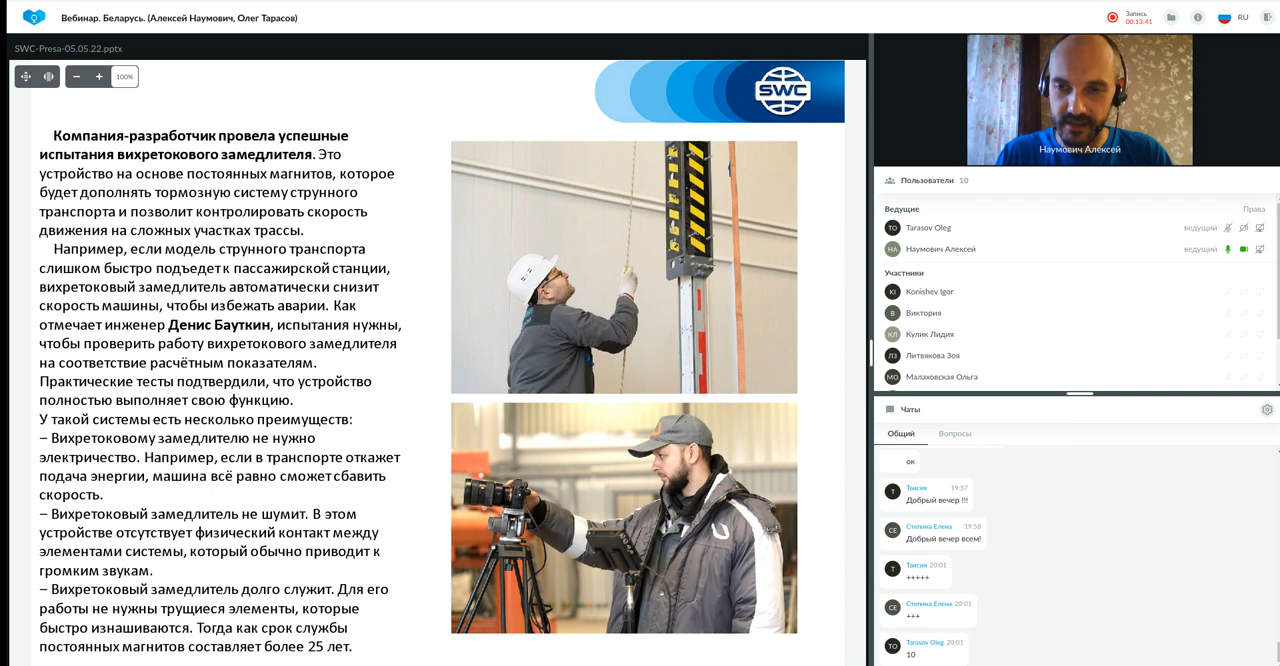 Вебинар. Беларусь. (Алексей Наумович, Олег Тарасов)
Запись
00:13:41
RU
SWC-Presa-05.05.22.pptx
100%
SWC
Компания-разработчик провела успешные
испытания вихретокового замедлителя. Это
устройство на основе постоянных магнитов, которое
будет дополнять тормозную систему струнного
транспорта и позволит контролировать скорость
движения на сложных участках трассы.
Например, если модель струнного транспорта
слишком быстро подъедет к пассажирской станции,
вихретоковый замедлитель автоматически снизит
скорость машины, чтобы избежать аварии. Как
отмечает инженер Денис Бауткин, испытания нужны,
чтобы проверить работу вихретокового замедлителя
на соответствие расчётным показателям.
Практические тесты подтвердили, что устройство
полностью выполняет свою функцию.
У такой системы есть несколько преимуществ:
– Вихретоковому замедлителю не нужно
электричество. Например, если в транспорте откажет
подача энергии, машина всё равно сможет сбавить
скорость.
– Вихретоковый замедлитель не шумит. В этом
устройстве отсутствует физический контакт между
элементами системы, который обычно приводит к
громким звукам.
– Вихретоковый замедлитель долго служит. Для его
работы не нужны трущиеся элементы, которые
быстро изнашиваются. Тогда как срок службы
постоянных магнитов составляет более 25 лет.
Наумович Алексей
Пользователи 10
Ведущие Права
TO Tarasov Oleg ведущий
НА Наумович Алексей ведущий
Участники
KI Konishev Igor
В Виктория
КЛ Кулик Лидия
ЛЗ Литвякова Зоя
МО Малаховская Ольга
Чаты
Общий Вопросы
ок
Т Таисия 19:57
Добрый вечер !!!
СЕ Степина Елена 19:58
Добрый вечер всем!
Т Таисия 20:01
+++++
СЕ Степина Елена 20:01
+++
TO Tarasov Oleg 20:01
10